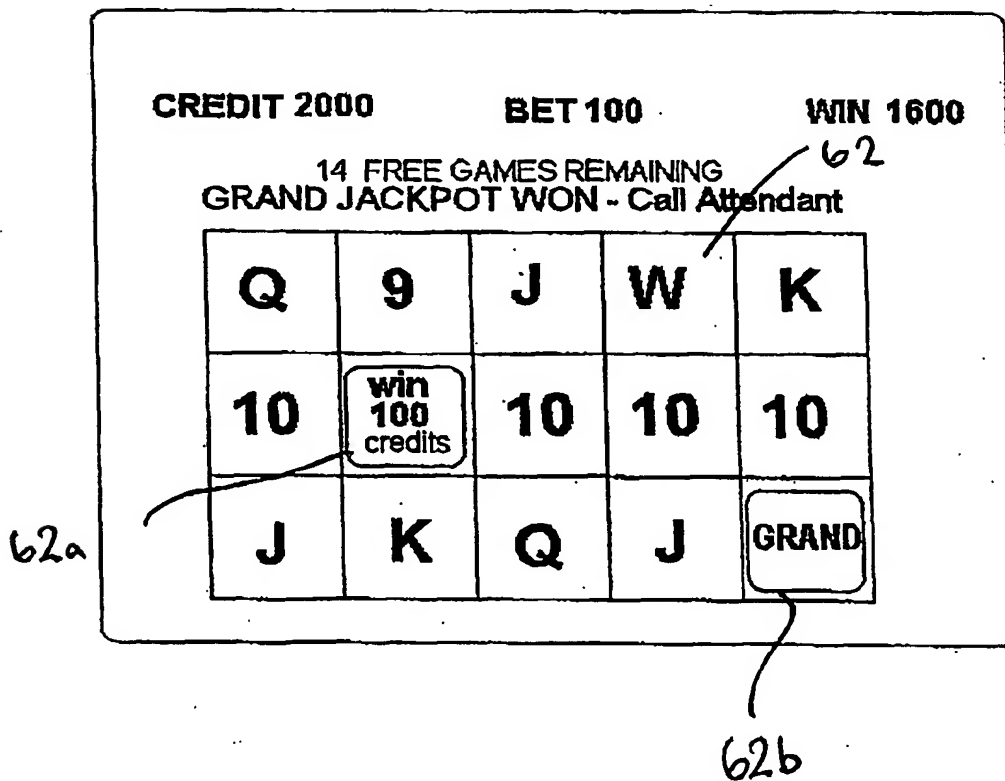 CREDIT 2000 BET 100 WIN 1600
62
14 FREE GAMES REMAINING
GRAND JACKPOT WON - Call Attendant
Q 9 J W K
10 win 100 credits 10 10 10
62a
J K Q J GRAND
62b